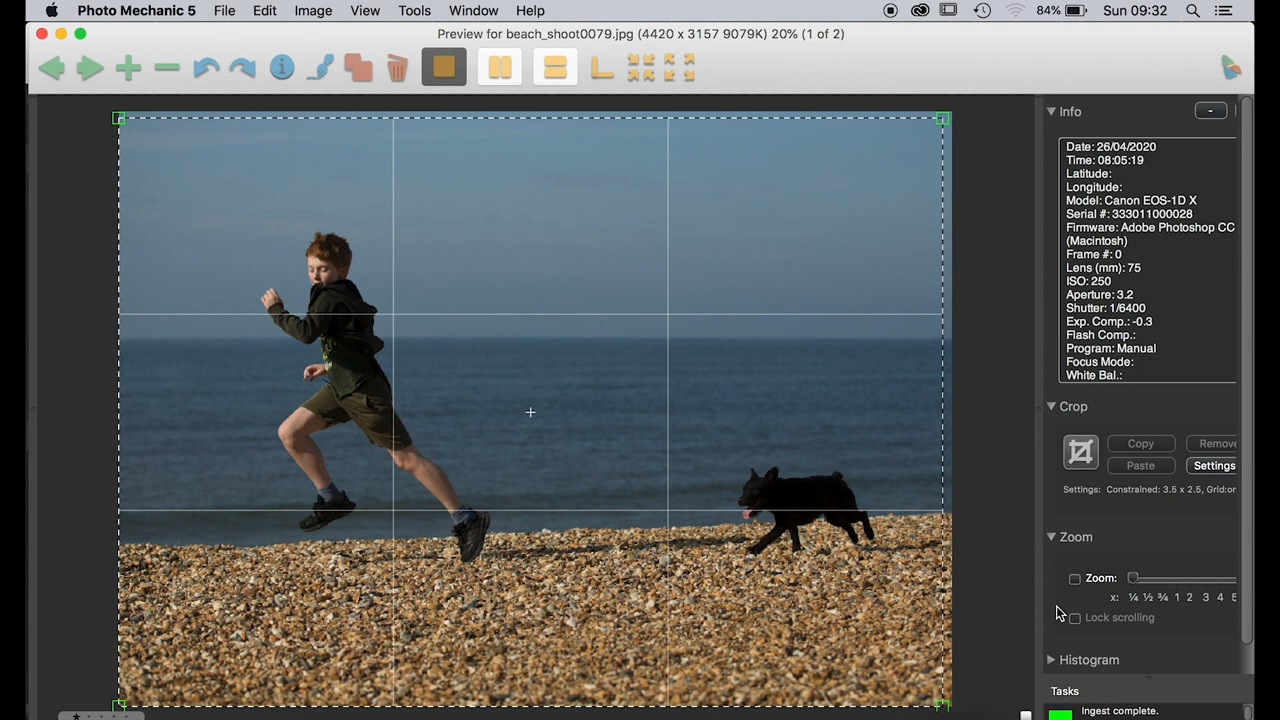 Photo Mechanic 5 File Edit Image View Tools Window Help 84% Sun 09:32
Preview for beach_shoot0079.jpg (4420 x 3157 9079K) 20% (1 of 2)
Info
-
Date: 26/04/2020
Time: 08:05:19
Latitude:
Longitude:
Model: Canon EOS-1D X
Serial #: 333011000028
Firmware: Adobe Photoshop CC
(Macintosh)
Frame #: 0
Lens (mm): 75
ISO: 250
Aperture: 3.2
Shutter: 1/6400
Exp. Comp.: -0.3
Flash Comp.:
Program: Manual
Focus Mode:
White Bal.:
Crop
Copy Remove
Paste Settings
Settings: Constrained: 3.5 x 2.5, Grid:on
Zoom
Zoom:
x: ¼ ½ ¾ 1 2 3 4 5
Lock scrolling
Histogram
Tasks
Ingest complete.